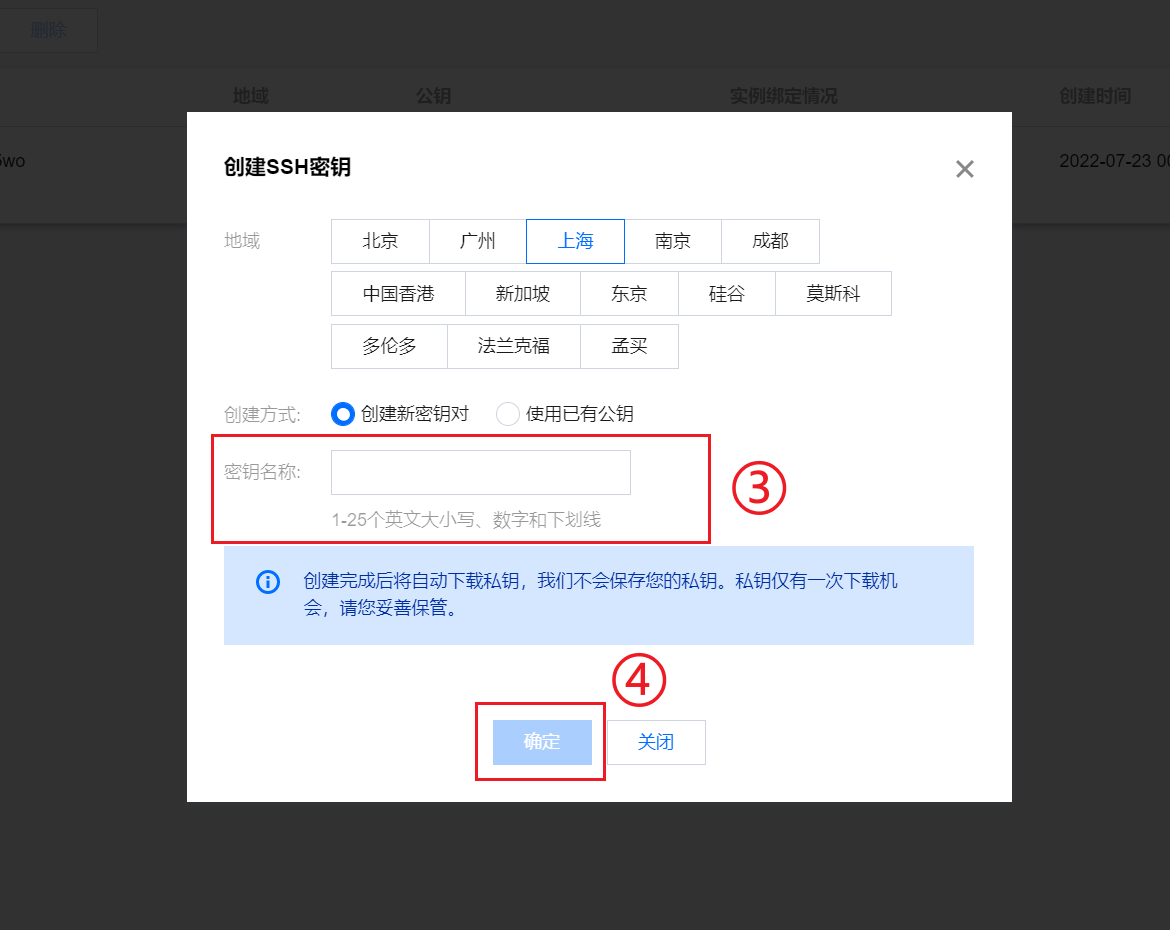 删除
地域 公钥 实例绑定情况 创建时间
wo
2022-07-23 0
创建SSH密钥
地域
北京 广州 上海 南京 成都
中国香港 新加坡 东京 硅谷 莫斯科
多伦多 法兰克福 孟买
创建方式: 创建新密钥对 使用已有公钥
密钥名称:
③
1-25个英文大小写、数字和下划线
创建完成后将自动下载私钥，我们不会保存您的私钥。私钥仅有一次下载机
会，请您妥善保管。
④
确定 关闭